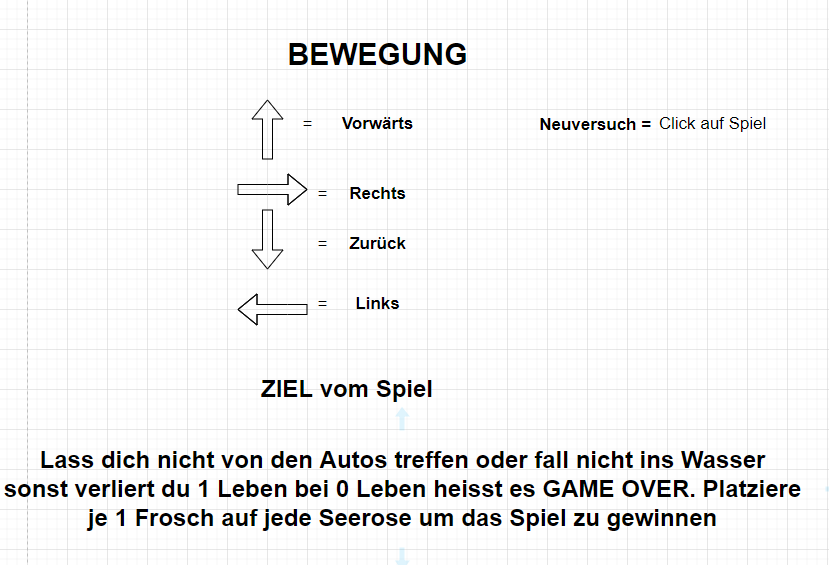 BEWEGUNG
= Vorwärts
Neuversuch = Click auf Spiel
= Rechts
= Zurück
= Links
ZIEL vom Spiel
Lass dich nicht von den Autos treffen oder fall nicht ins Wasser
sonst verliert du 1 Leben bei 0 Leben heisst es GAME OVER. Platziere
je 1 Frosch auf jede Seerose um das Spiel zu gewinnen